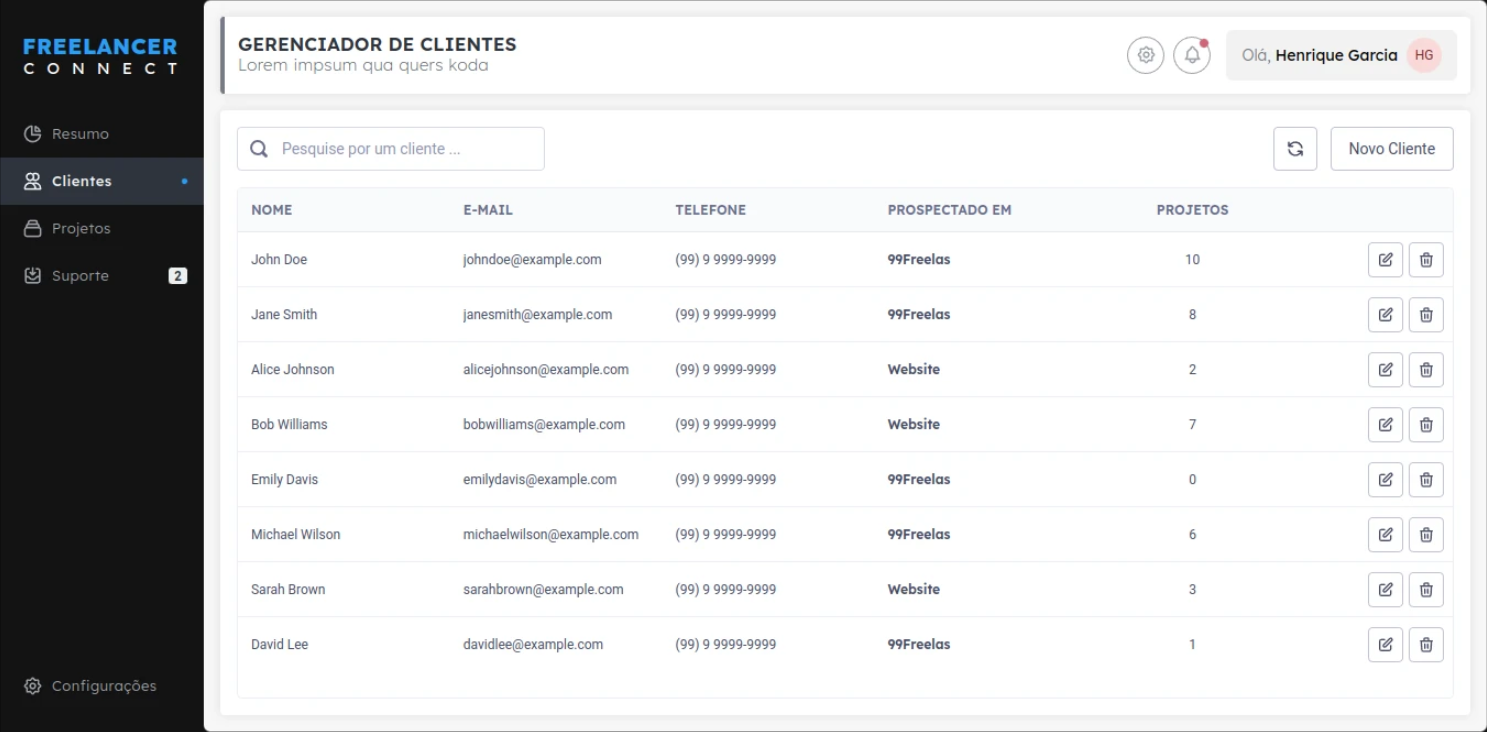 FREELANCER
CONNECT
Resumo
Clientes
Projetos
Suporte 2
Configurações
GERENCIADOR DE CLIENTES
Lorem impsum qua quers koda
Olá, Henrique Garcia HG
Pesquise por um cliente ...
Novo Cliente
NOME E-MAIL TELEFONE PROSPECTADO EM PROJETOS
John Doe johndoe@example.com (99) 9 9999-9999 99Freelas 10
Jane Smith janesmith@example.com (99) 9 9999-9999 99Freelas 8
Alice Johnson alicejohnson@example.com (99) 9 9999-9999 Website 2
Bob Williams bobwilliams@example.com (99) 9 9999-9999 Website 7
Emily Davis emilydavis@example.com (99) 9 9999-9999 99Freelas 0
Michael Wilson michaelwilson@example.com (99) 9 9999-9999 99Freelas 6
Sarah Brown sarahbrown@example.com (99) 9 9999-9999 Website 3
David Lee davidlee@example.com (99) 9 9999-9999 99Freelas 1